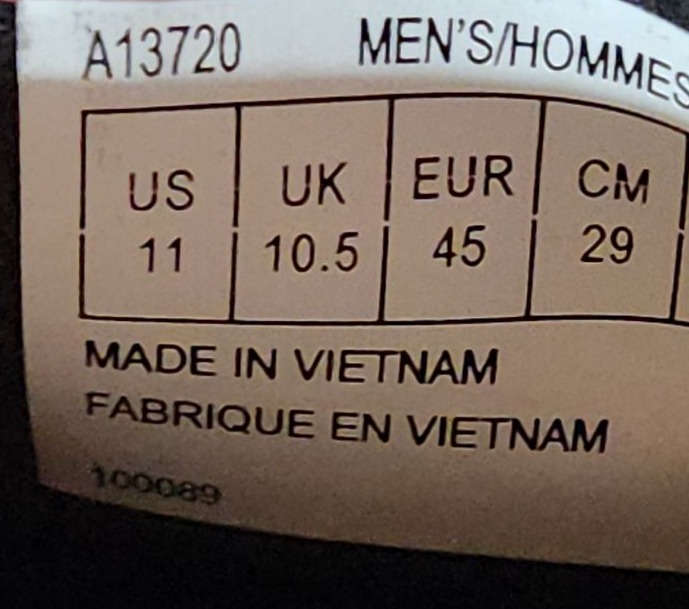 A13720 MEN'S/HOMMES
US UK EUR CM
11 10.5 45 29
MADE IN VIETNAM
FABRIQUE EN VIETNAM
100089